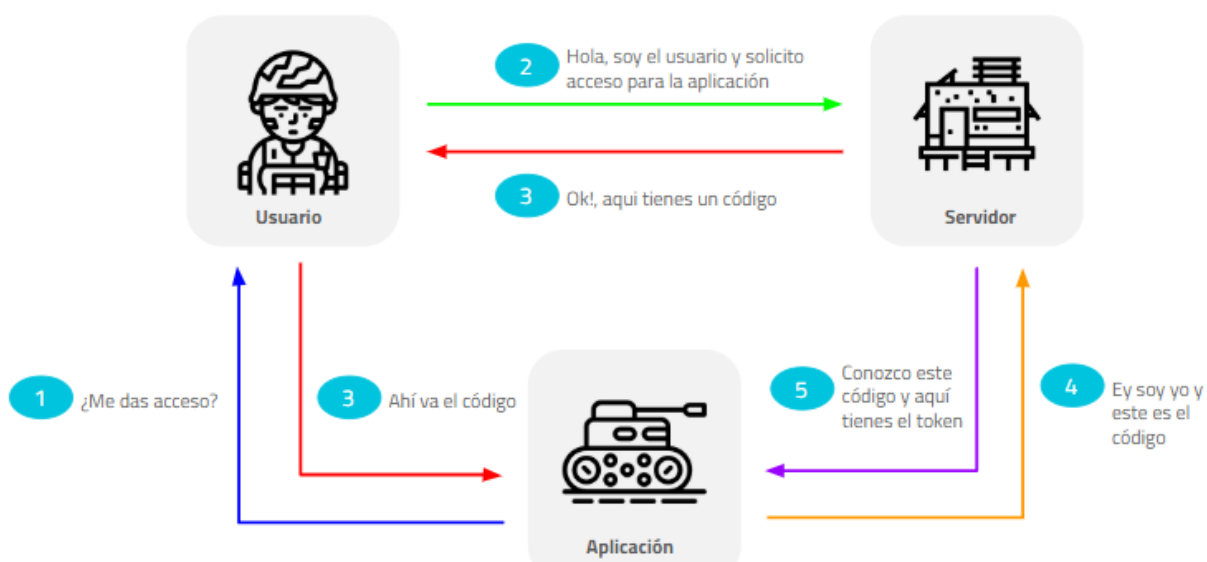 2
Hola, soy el usuario y solicito
acceso para la aplicación
3
Ok!, aqui tienes un código
Usuario
Servidor
1
¿Me das acceso?
3
Ahí va el código
5
Conozco este
código y aquí
tienes el token
4
Ey soy yo y
este es el
código
Aplicación